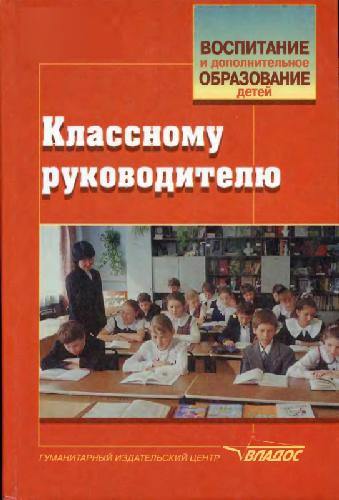 ВОСПИТАНИЕ
и дополнительное
ОБРАЗОВАНИЕ
детей
Классному
руководителю
ГУМАНИТАРНЫЙ ИЗДАТЕЛЬСКИЙ ЦЕНТР
ВЛАДОС